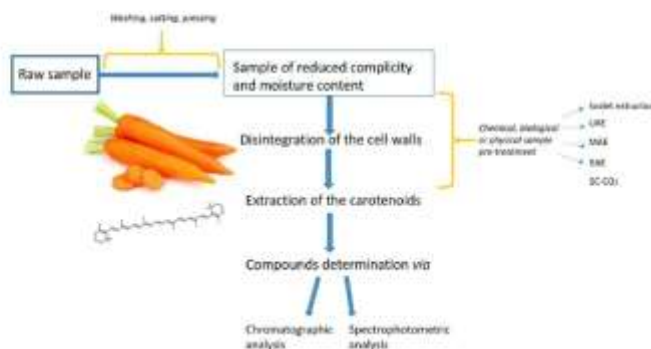 Washing, cutting, pressing
Raw sample
Sample of reduced complicity
and moisture content
Disintegration of the cell walls
Chemical, biological
or physical sample
pre-treatment
Soxlet extraction
UAE
MAE
SC-CO₂
Extraction of the carotenoids
Compounds determination via
Chromatographic
analysis
Spectrophotometric
analysis